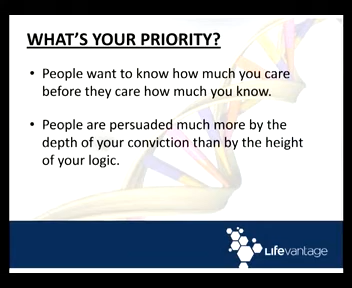 WHAT'S YOUR PRIORITY?
• People want to know how much you care
before they care how much you know.
• People are persuaded much more by the
depth of your conviction than by the height
of your logic.
LIFEvantage